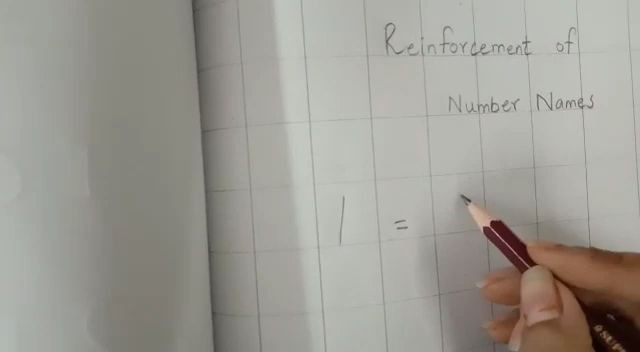 Reinforcement of
Number Names
1 =